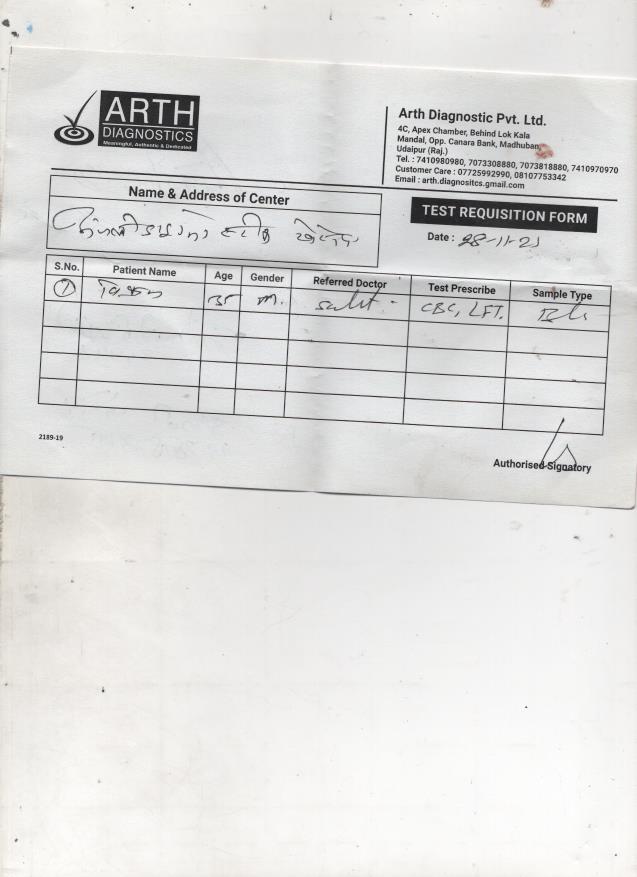 ARTH
DIAGNOSTICS
Meaningful, Authentic & Dedicated
Arth Diagnostic Pvt. Ltd.
4C, Apex Chamber, Behind Lok Kala
Mandal, Opp. Canara Bank, Madhuban,
Udaipur (Raj.)
Tel. : 7410980980, 7073308880, 7073818880, 7410970970
Customer Care : 07725992990, 08107753342
Email : arth.diagnositcs.gmail.com
Name & Address of Center
TEST REQUISITION FORM
Date : 28-11-21
S.No. Patient Name Age Gender Referred Doctor Test Prescribe Sample Type
1 M. CBC, LFT.
2189-19
Authorised Signatory